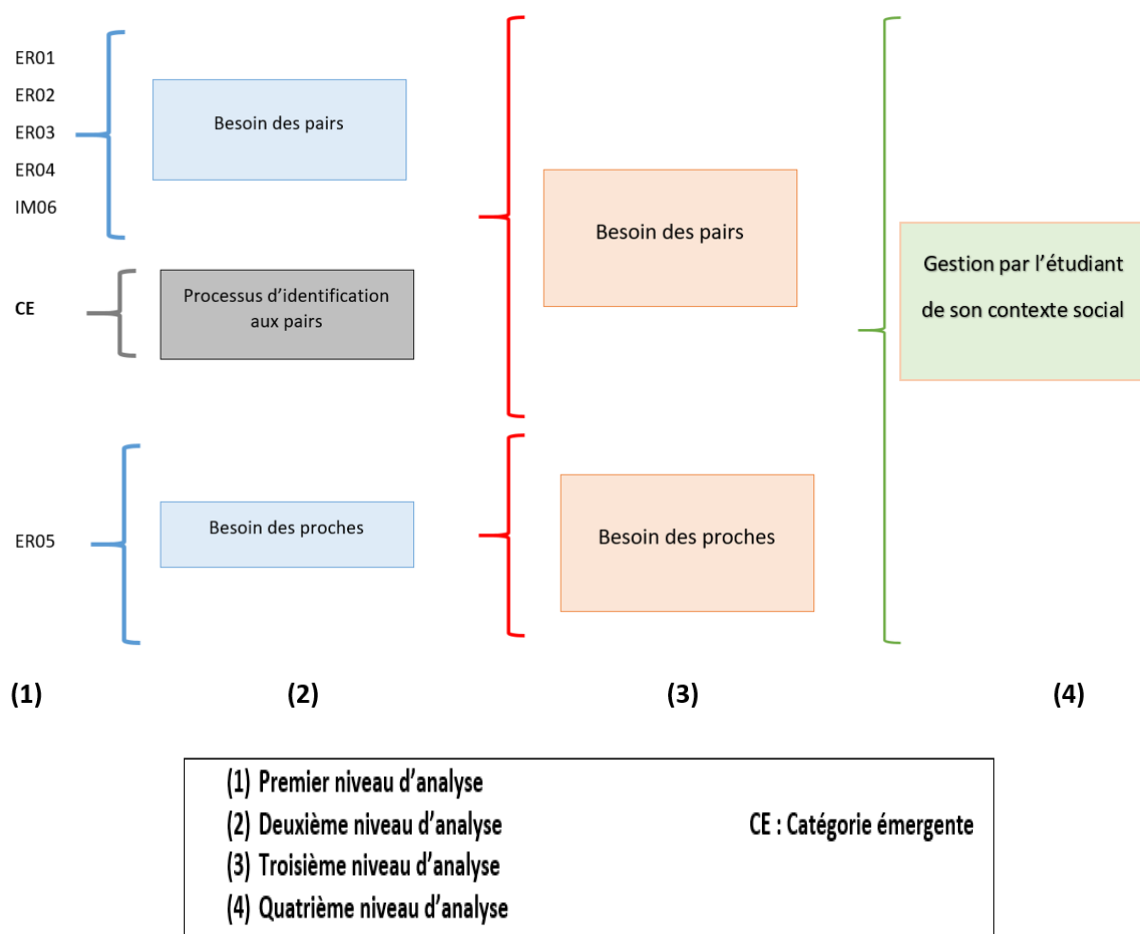 ER01
ER02
ER03
ER04
IM06
Besoin des pairs
CE
Processus d’identification
aux pairs
ER05
Besoin des proches
Besoin des pairs
Besoin des proches
Gestion par l’étudiant
de son contexte social
(1)
(2)
(3)
(4)
(1) Premier niveau d’analyse
(2) Deuxième niveau d’analyse
(3) Troisième niveau d’analyse
(4) Quatrième niveau d’analyse
CE : Catégorie émergente